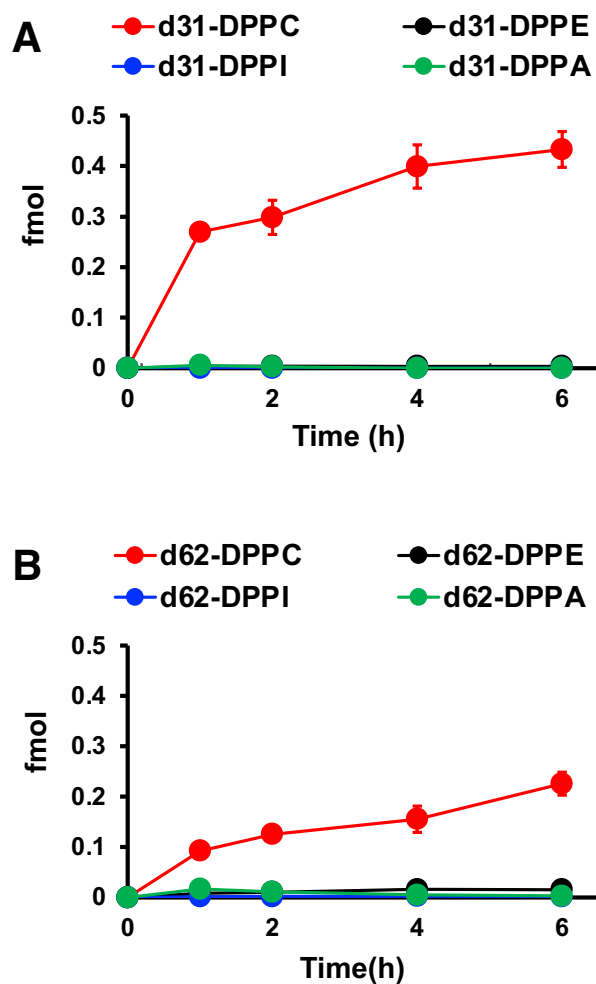 A
d31-DPPC d31-DPPE
d31-DPPI d31-DPPA
0.5
0.4
0.3
0.2
0.1
0
fmol
0 2 4 6
Time (h)
B
d62-DPPC d62-DPPE
d62-DPPI d62-DPPA
0.5
0.4
0.3
0.2
0.1
0
fmol
0 2 4 6
Time(h)